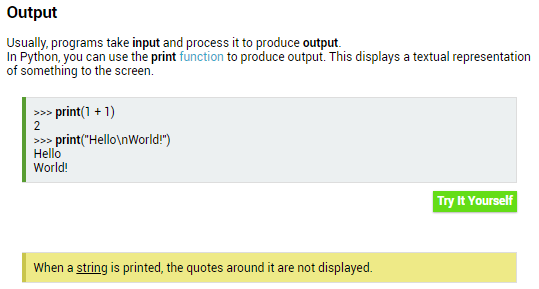 Output
Usually, programs take input and process it to produce output.
In Python, you can use the print function to produce output. This displays a textual representation
of something to the screen.
>>> print(1 + 1)
2
>>> print("Hello\nWorld!")
Hello
World!
Try It Yourself
When a string is printed, the quotes around it are not displayed.